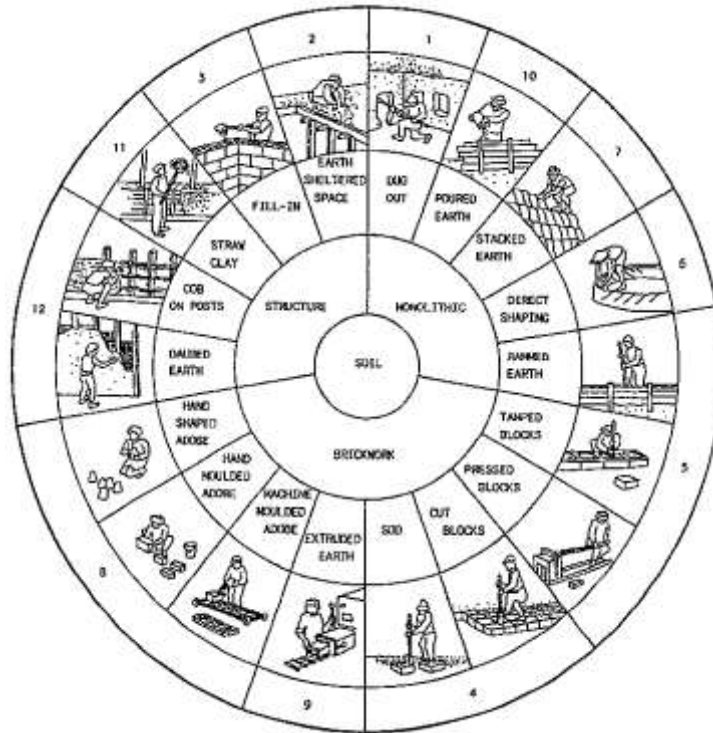 1
10
7
6
5
4
9
8
12
11
3
2
DUG
OUT
POURED
EARTH
STACKED
EARTH
DIRECT
SHAPING
RAMMED
EARTH
TAMPED
BLOCKS
PRESSED
BLOCKS
CUT
BLOCKS
SOD
EXTRUDED
EARTH
MACHINE
MOULDED
ADOBE
HAND
MOULDED
ADOBE
HAND
SHAPED
ADOBE
DAUBED
EARTH
COB
ON POSTS
STRAW
CLAY
FILL-IN
EARTH
SHELTERED
SPACE
STRUCTURE
MONOLITHIC
BRICKWORK
SOIL